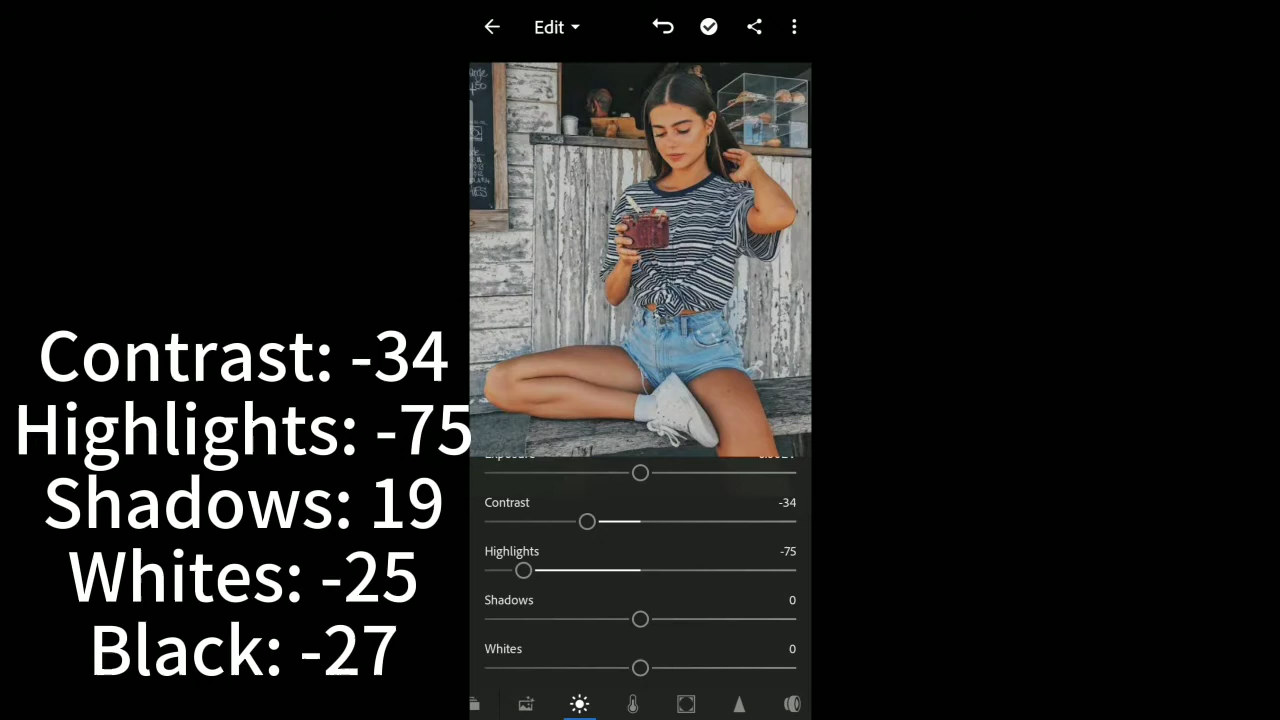 Edit
Contrast: -34
Highlights: -75
Shadows: 19
Whites: -25
Black: -27
Contrast -34
Highlights -75
Shadows 0
Whites 0